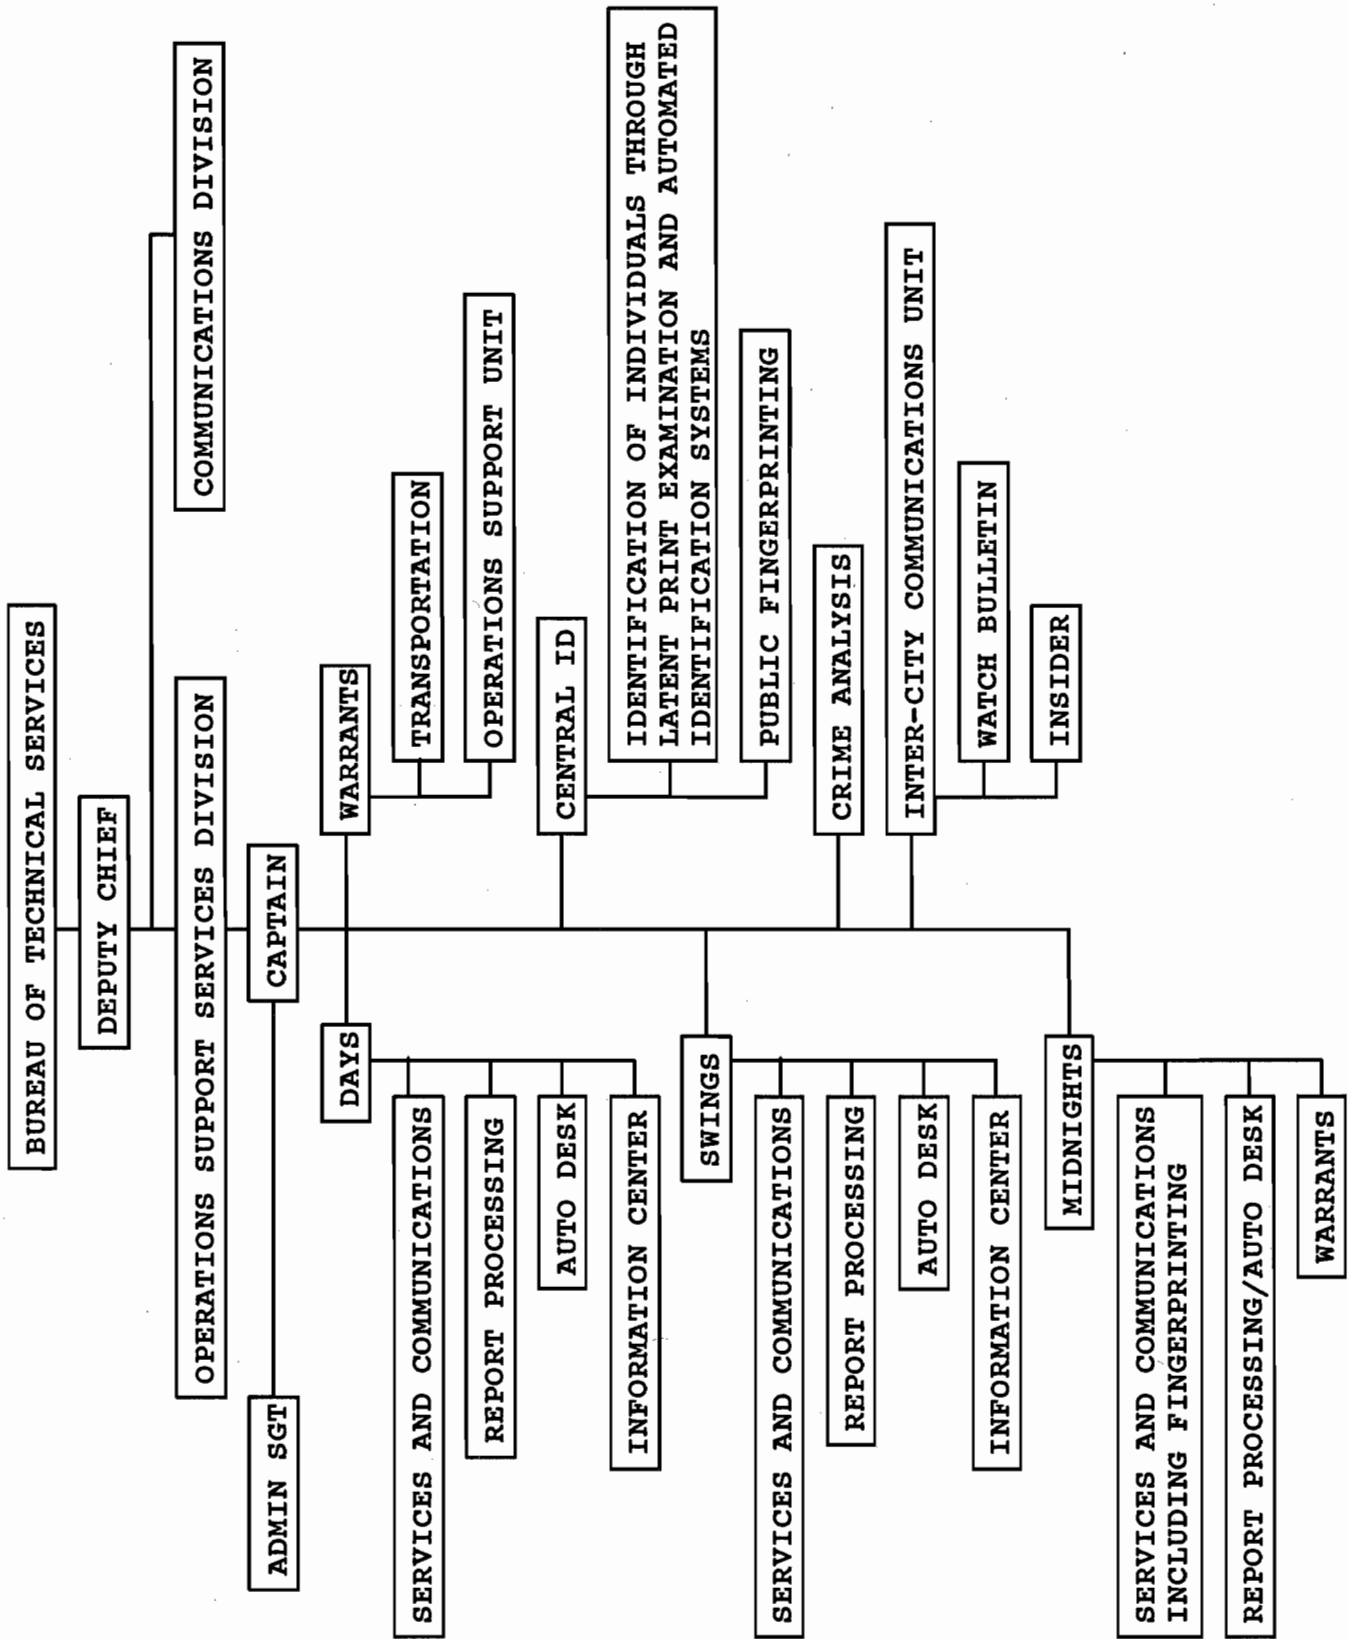 BUREAU OF TECHNICAL SERVICES
DEPUTY CHIEF
COMMUNICATIONS DIVISION
OPERATIONS SUPPORT SERVICES DIVISION
ADMIN SGT
CAPTAIN
DAYS
SERVICES AND COMMUNICATIONS
REPORT PROCESSING
AUTO DESK
INFORMATION CENTER
WARRANTS
TRANSPORTATION
OPERATIONS SUPPORT UNIT
CENTRAL ID
IDENTIFICATION OF INDIVIDUALS THROUGH
LATENT PRINT EXAMINATION AND AUTOMATED
IDENTIFICATION SYSTEMS
PUBLIC FINGERPRINTING
SWINGS
SERVICES AND COMMUNICATIONS
REPORT PROCESSING
AUTO DESK
INFORMATION CENTER
CRIME ANALYSIS
INTER-CITY COMMUNICATIONS UNIT
WATCH BULLETIN
INSIDER
MIDNIGHTS
SERVICES AND COMMUNICATIONS
INCLUDING FINGERPRINTING
REPORT PROCESSING/AUTO DESK
WARRANTS